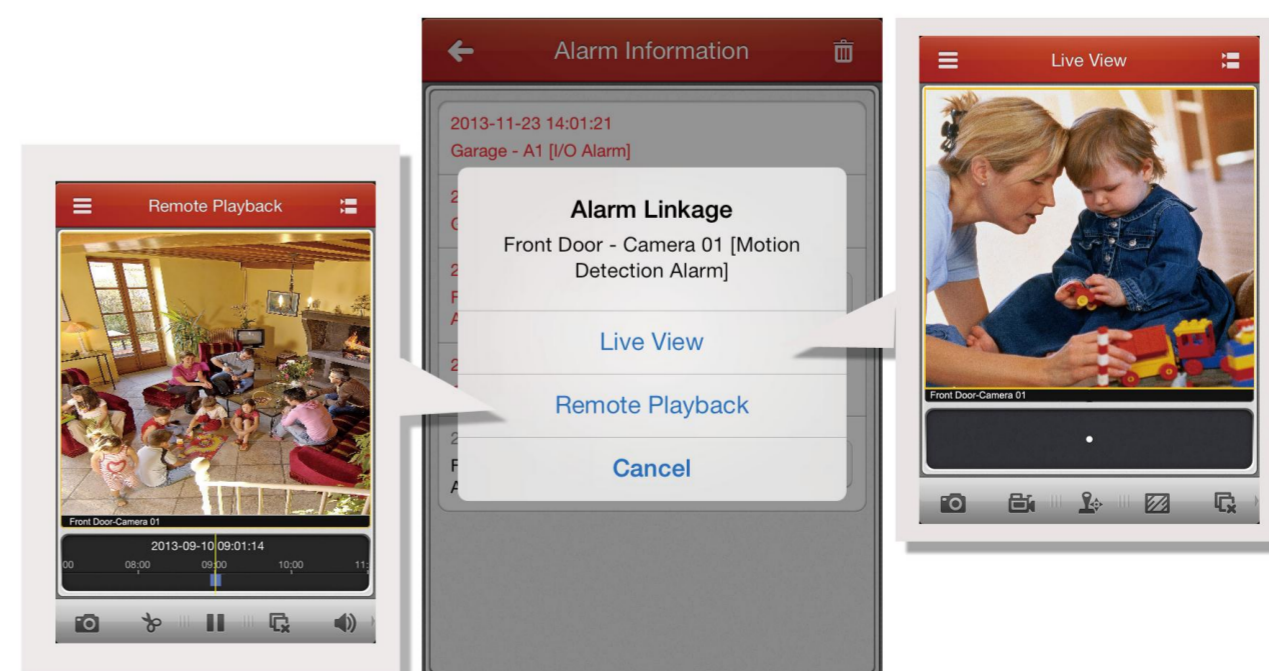 Remote Playback
Front Door-Camera 01
2013-09-10 09:01:14
00 08:00 09:00 10:00 11:
Alarm Information
2013-11-23 14:01:21
Garage - A1 [I/O Alarm]
Alarm Linkage
Front Door - Camera 01 [Motion
Detection Alarm]
Live View
Remote Playback
Cancel
Live View
Front Door-Camera 01